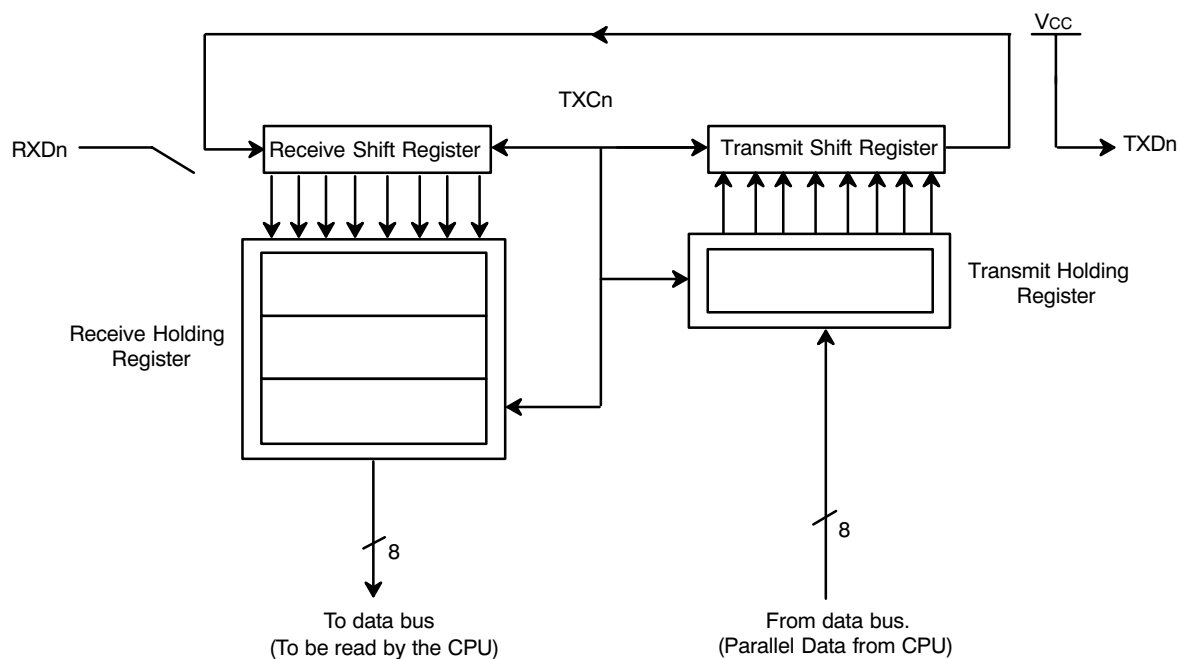 VCC
TXCn
RXDn
Receive Shift Register
Transmit Shift Register
TXDn
Transmit Holding
Register
Receive Holding
Register
8
8
To data bus
(To be read by the CPU)
From data bus.
(Parallel Data from CPU)